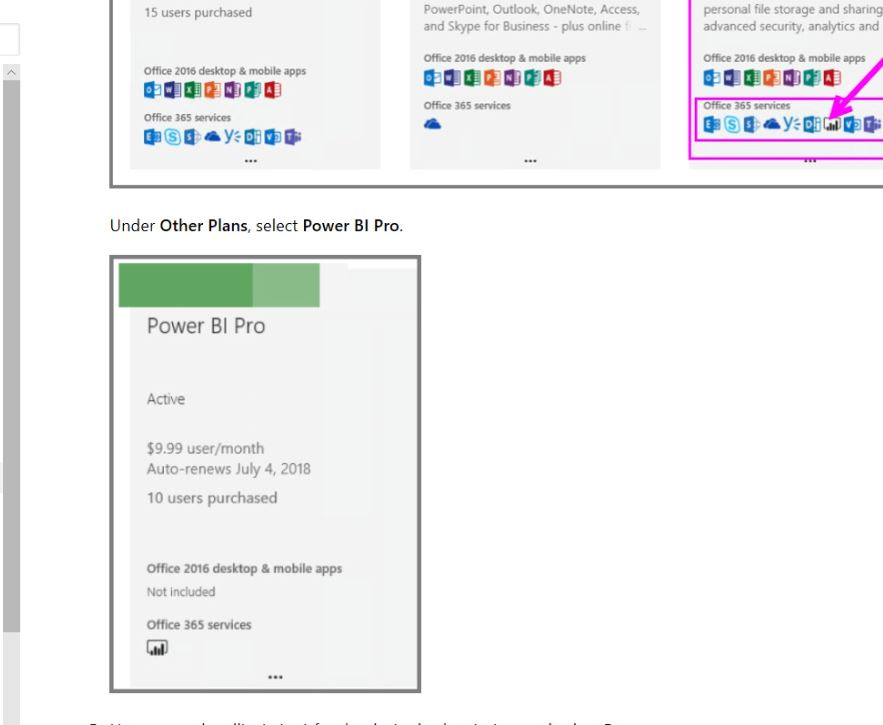 15 users purchased
Office 2016 desktop & mobile apps
Office 365 services
...
PowerPoint, Outlook, OneNote, Access,
and Skype for Business - plus online f ...
Office 2016 desktop & mobile apps
Office 365 services
...
personal file storage and sharing
advanced security, analytics and
Office 2016 desktop & mobile apps
Office 365 services
...
Under Other Plans, select Power BI Pro.
Power BI Pro
Active
$9.99 user/month
Auto-renews July 4, 2018
10 users purchased
Office 2016 desktop & mobile apps
Not included
Office 365 services
...